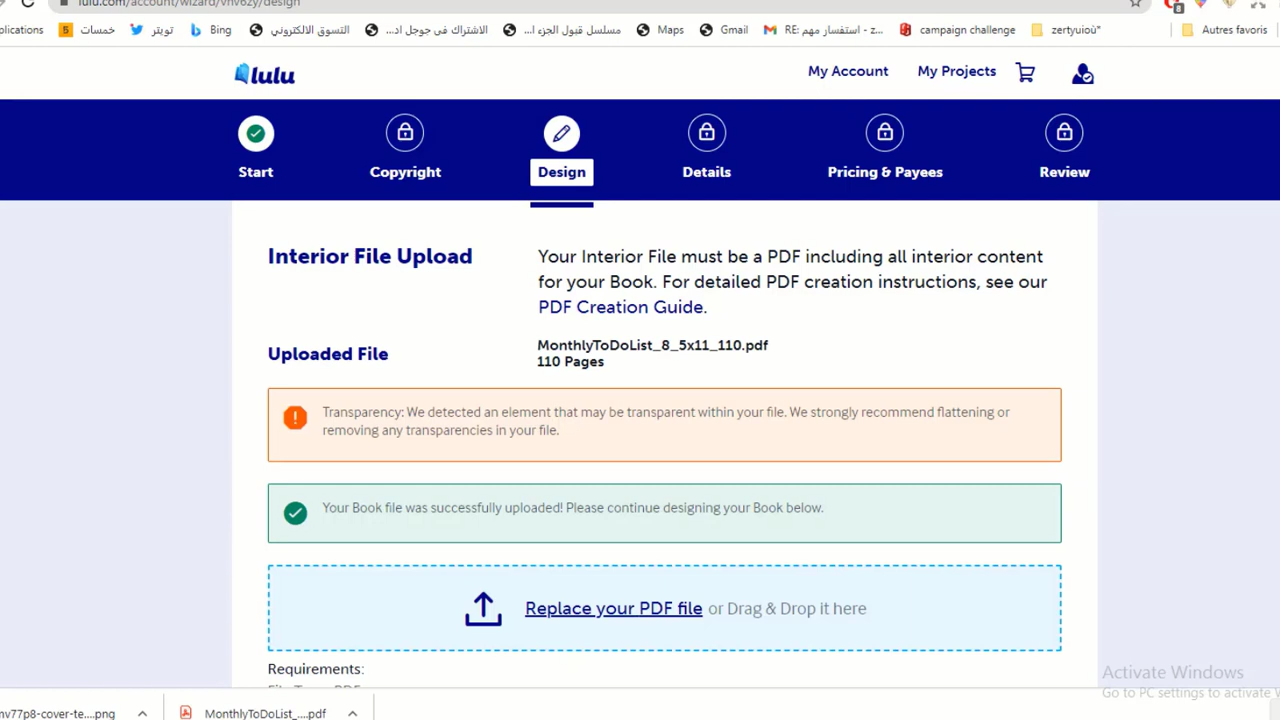 lulu.com/account/wizard/vnv6zy/design
plications خمسات تويتر Bing التسوق الالكتروني الاشتراك في جوجل اد... مسلسل قبول الجزء ا... Maps Gmail RE: استفسار مهم - z... campaign challenge zertyuioù" Autres favoris
lulu My Account My Projects
Start Copyright Design Details Pricing & Payees Review
Interior File Upload
Your Interior File must be a PDF including all interior content
for your Book. For detailed PDF creation instructions, see our
PDF Creation Guide.
Uploaded File
MonthlyToDoList_8_5x11_110.pdf
110 Pages
Transparency: We detected an element that may be transparent within your file. We strongly recommend flattening or
removing any transparencies in your file.
Your Book file was successfully uploaded! Please continue designing your Book below.
Replace your PDF file or Drag & Drop it here
Requirements:
Activate Windows
Go to PC settings to activate W
nv77p8-cover-te....png MonthlyToDoList_....pdf